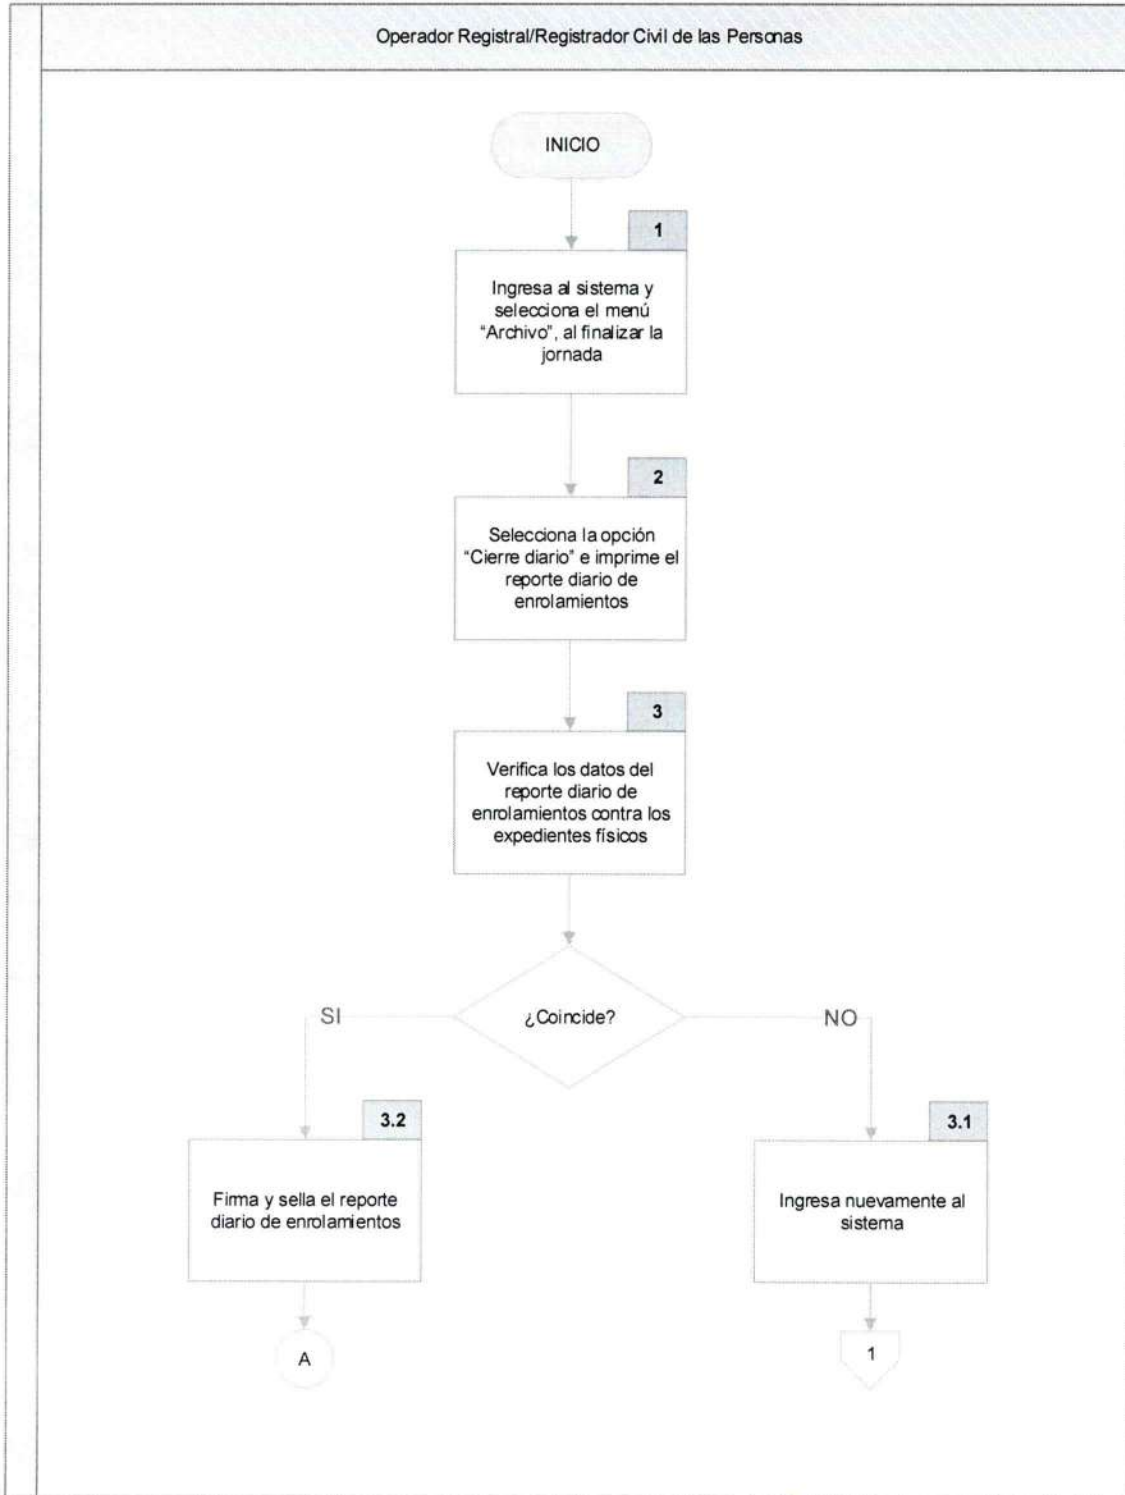 Operador Registral/Registrador Civil de las Personas
INICIO
1
Ingresa al sistema y
selecciona el menú
“Archivo”, al finalizar la
jornada
2
Selecciona la opción
“Cierre diario” e imprime el
reporte diario de
enrolamientos
3
Verifica los datos del
reporte diario de
enrolamientos contra los
expedientes físicos
¿Coincide?
SI
NO
3.2
Firma y sella el reporte
diario de enrolamientos
A
3.1
Ingresa nuevamente al
sistema
1